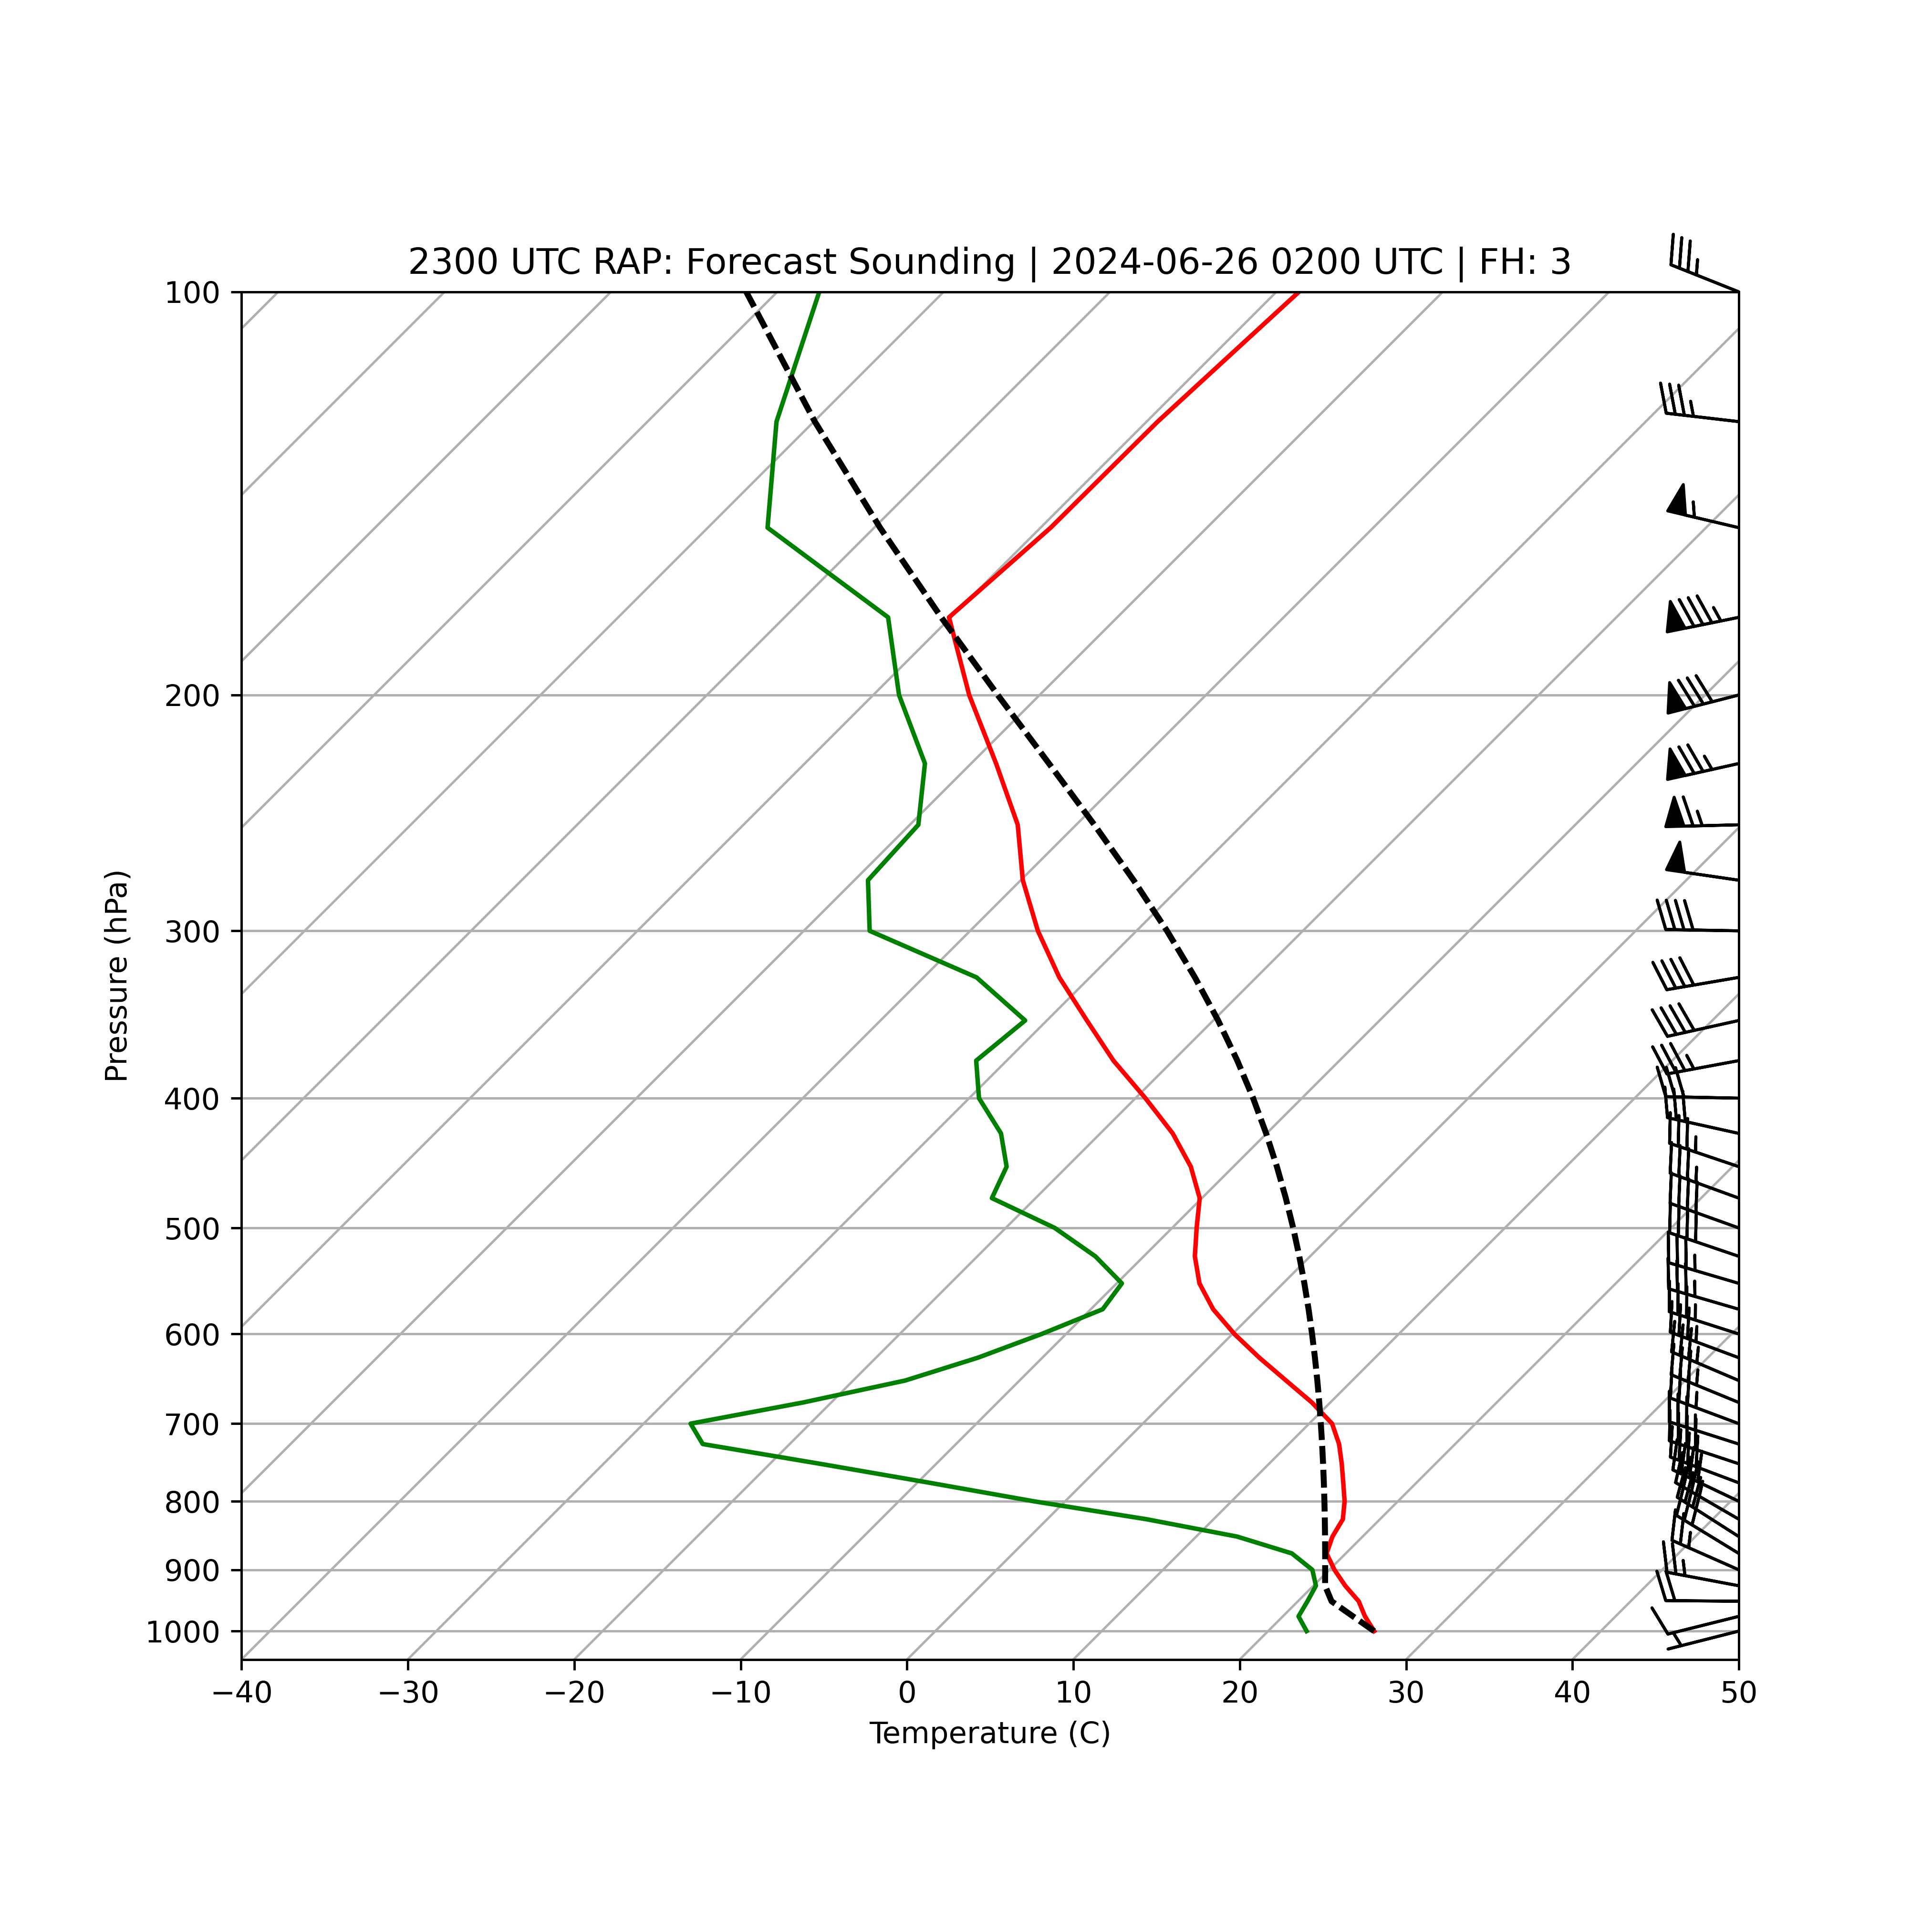 2300 UTC RAP: Forecast Sounding | 2024-06-26 0200 UTC | FH: 3
100
200
300
400
500
600
700
800
900
1000
Pressure (hPa)
−40 −30 −20 −10 0 10 20 30 40 50
Temperature (C)